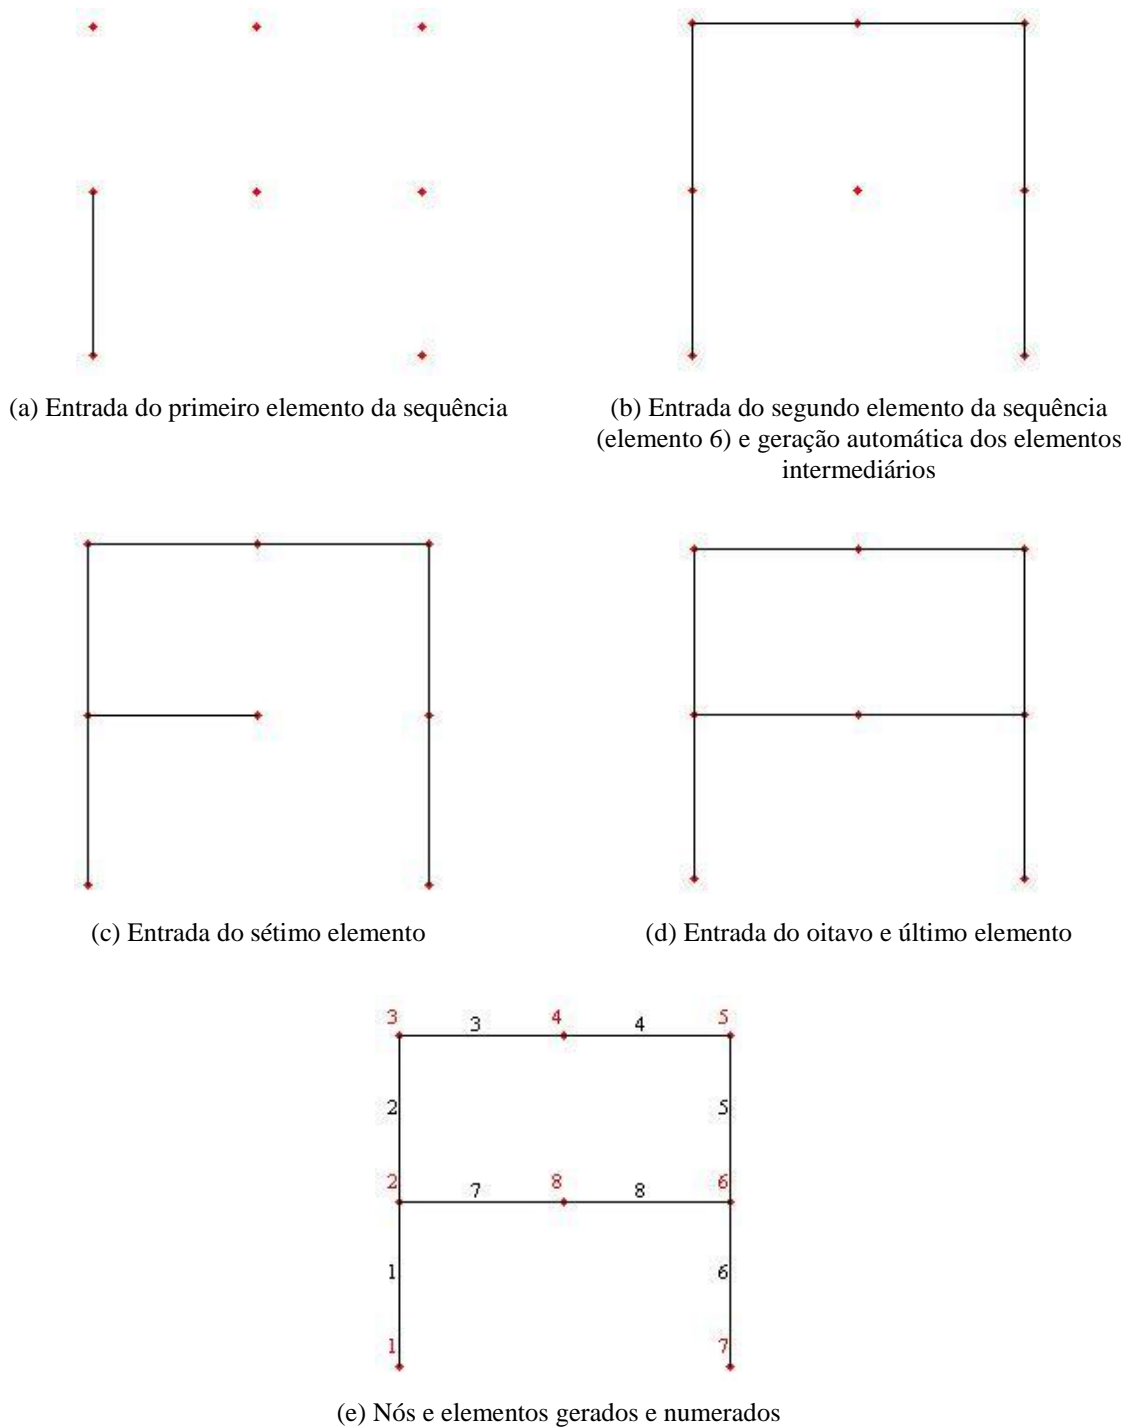 (a) Entrada do primeiro elemento da sequência
(b) Entrada do segundo elemento da sequência
(elemento 6) e geração automática dos elementos
intermediários
(c) Entrada do sétimo elemento
(d) Entrada do oitavo e último elemento
3 3 4 4 5
2 5
2 7 8 8 6
1 6
1 7
(e) Nós e elementos gerados e numerados